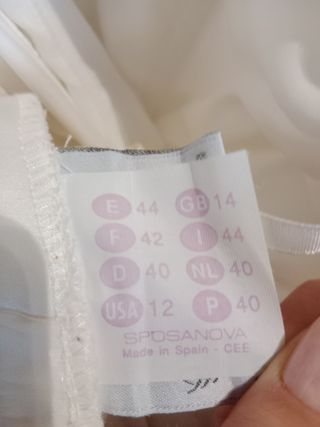 E 44 GB 14
F 42 I 44
D 40 NL 40
USA 12 P 40
SPOSANOVA
Made in Spain - CEE